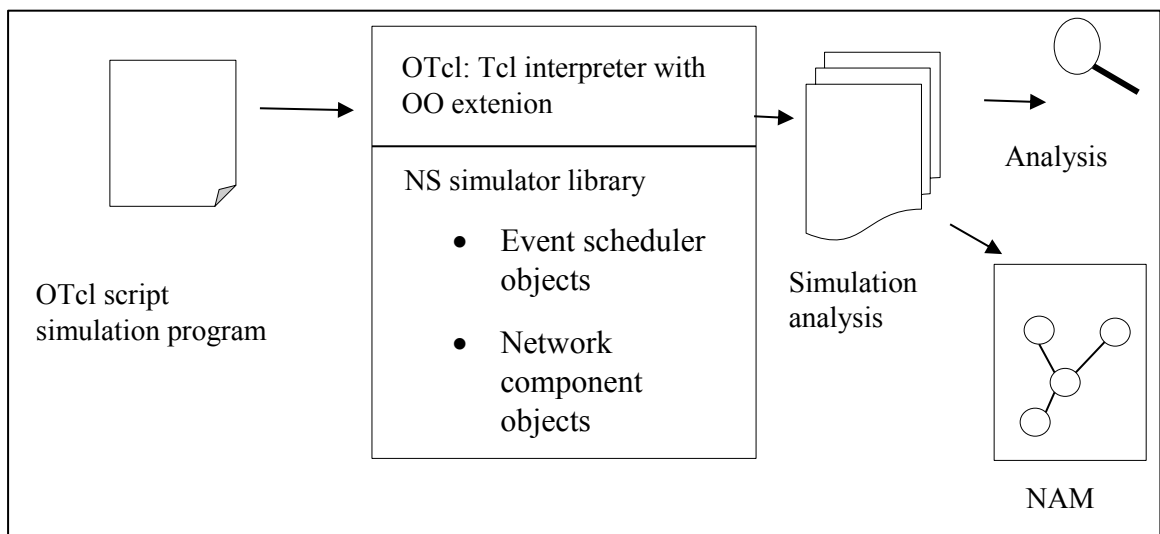 OTcl script
simulation program
OTcl: Tcl interpreter with
OO extenion
NS simulator library
• Event scheduler
objects
• Network
component
objects
Simulation
analysis
Analysis
NAM